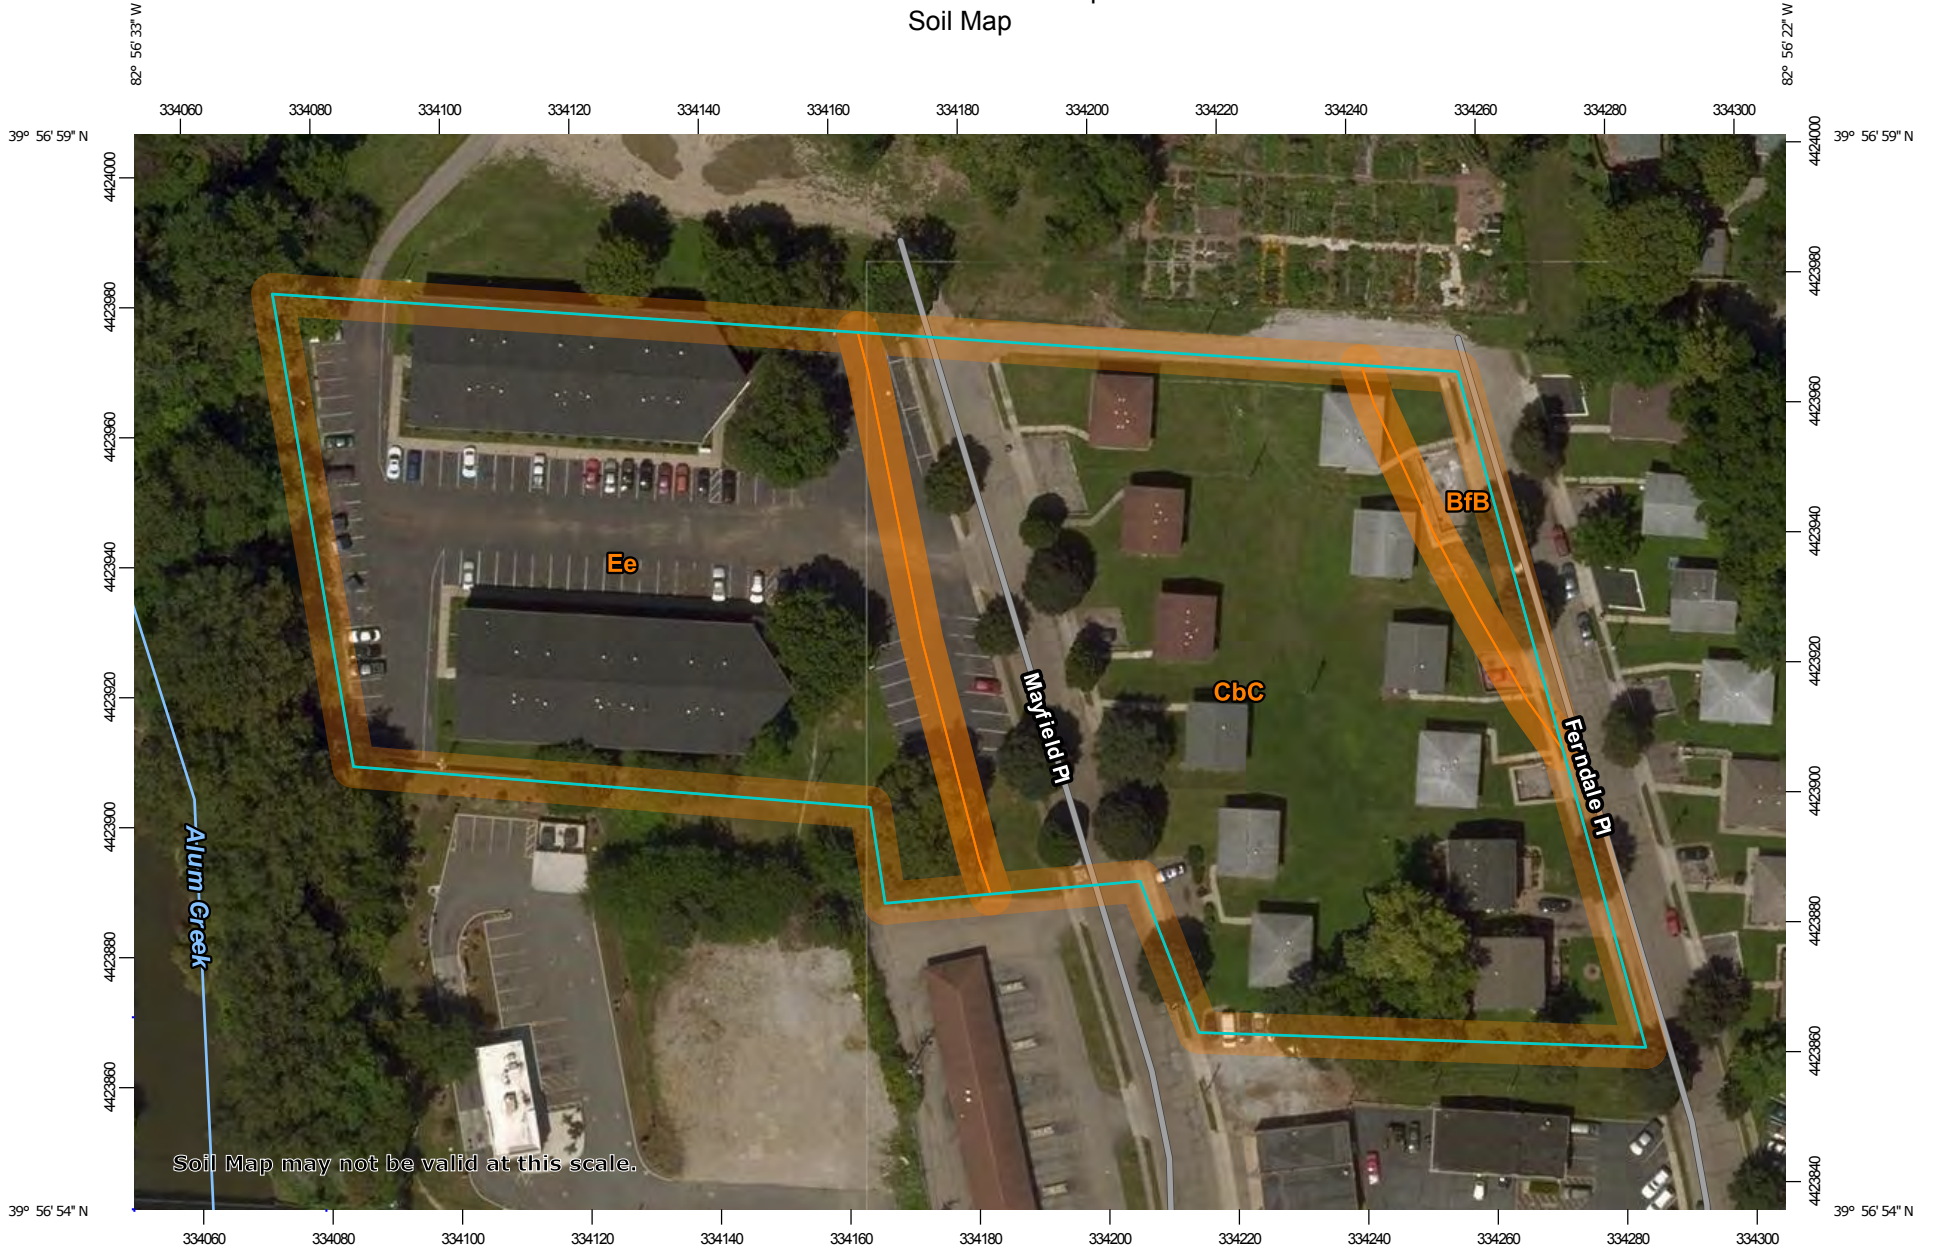 Soil Map
82° 56' 33'' W
82° 56' 22'' W
334060 334080 334100 334120 334140 334160 334180 334200 334220 334240 334260 334280 334300
39° 56' 59'' N
39° 56' 59'' N
4424000
4423980
4423960
4423940
4423920
4423900
4423880
4423860
4424000
4423980
4423960
4423940
4423920
4423900
4423880
4423860
4423840
BfB
Ee
CbC
Mayfield Pl
Ferndale Pl
Alum Creek
Soil Map may not be valid at this scale.
39° 56' 54'' N
39° 56' 54'' N
334060 334080 334100 334120 334140 334160 334180 334200 334220 334240 334260 334280 334300